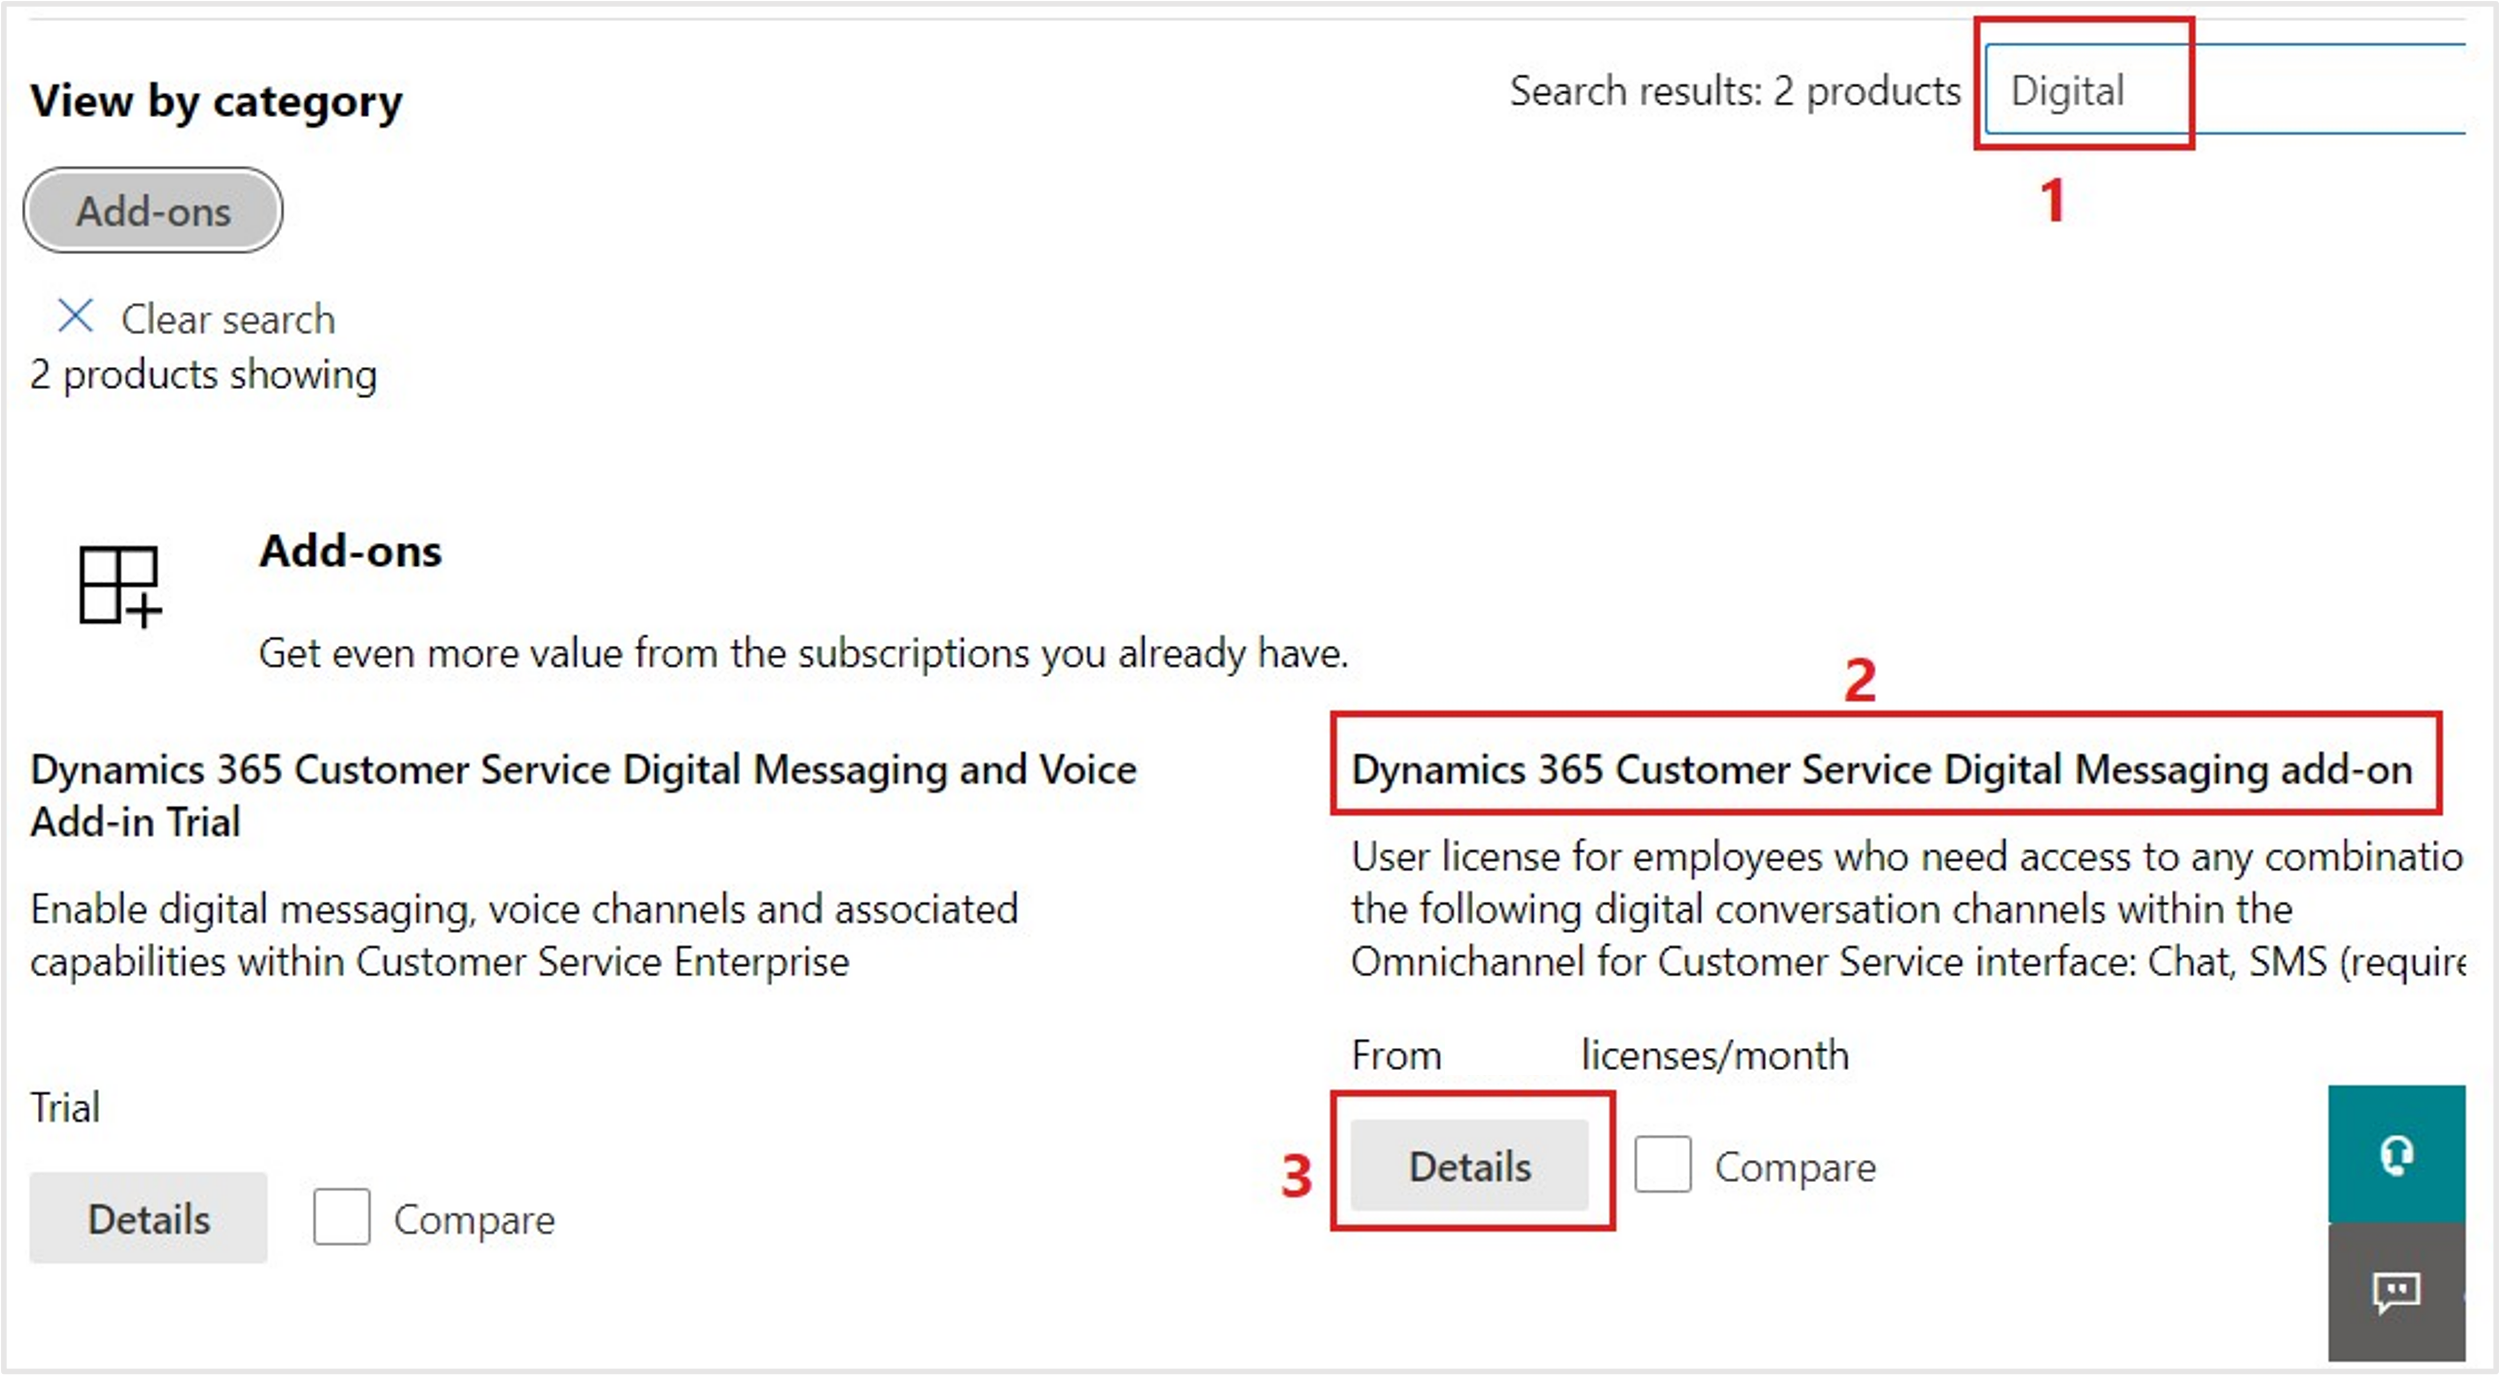 View by category
Search results: 2 products
Digital
1
Add-ons
Clear search
2 products showing
Add-ons
Get even more value from the subscriptions you already have.
Dynamics 365 Customer Service Digital Messaging and Voice
Add-in Trial
Enable digital messaging, voice channels and associated
capabilities within Customer Service Enterprise
Trial
Details
Compare
2
Dynamics 365 Customer Service Digital Messaging add-on
User license for employees who need access to any combinatio
the following digital conversation channels within the
Omnichannel for Customer Service interface: Chat, SMS (require
From licenses/month
3
Details
Compare